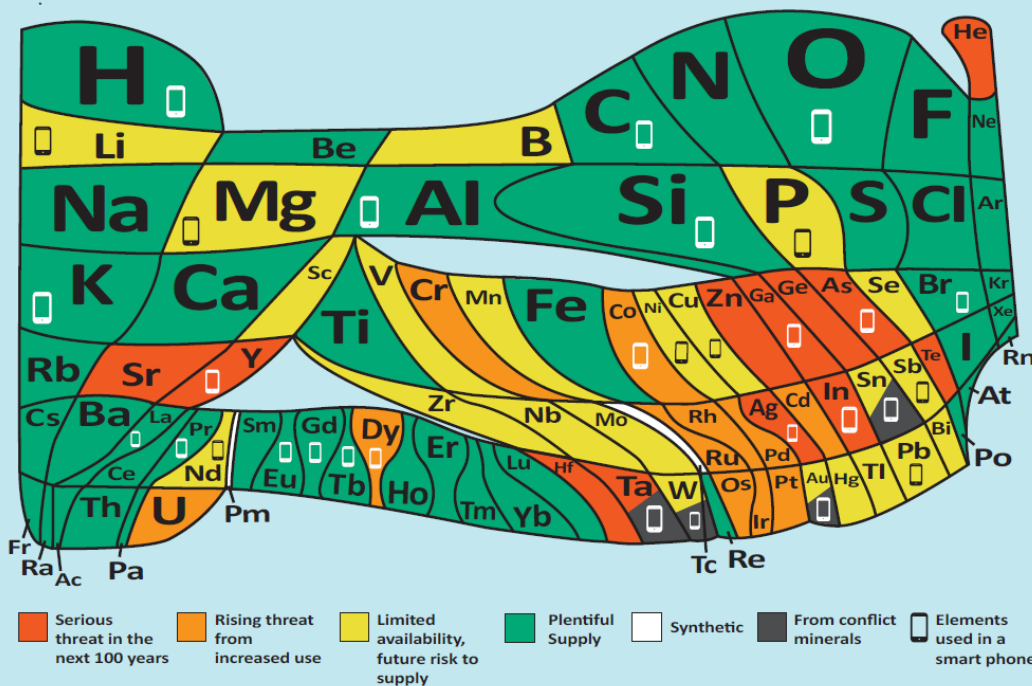 H
He
Li
Be
B
C
N
O
F
Ne
Na
Mg
Al
Si
P
S
Cl
Ar
K
Ca
Sc
Ti
V
Cr
Mn
Fe
Co
Ni
Cu
Zn
Ga
Ge
As
Se
Br
Kr
Rb
Sr
Y
Zr
Nb
Mo
Tc
Ru
Rh
Pd
Ag
Cd
In
Sn
Sb
Te
I
Xe
Cs
Ba
La
Ce
Pr
Nd
Pm
Sm
Eu
Gd
Tb
Dy
Ho
Er
Tm
Yb
Lu
Hf
Ta
W
Re
Os
Ir
Pt
Au
Hg
Tl
Pb
Bi
Po
At
Rn
Fr
Ra
Ac
Th
Pa
U
Serious
threat in the
next 100 years
Rising threat
from
increased use
Limited
availability,
future risk to
supply
Plentiful
Supply
Synthetic
From conflict
minerals
Elements
used in a
smart phone